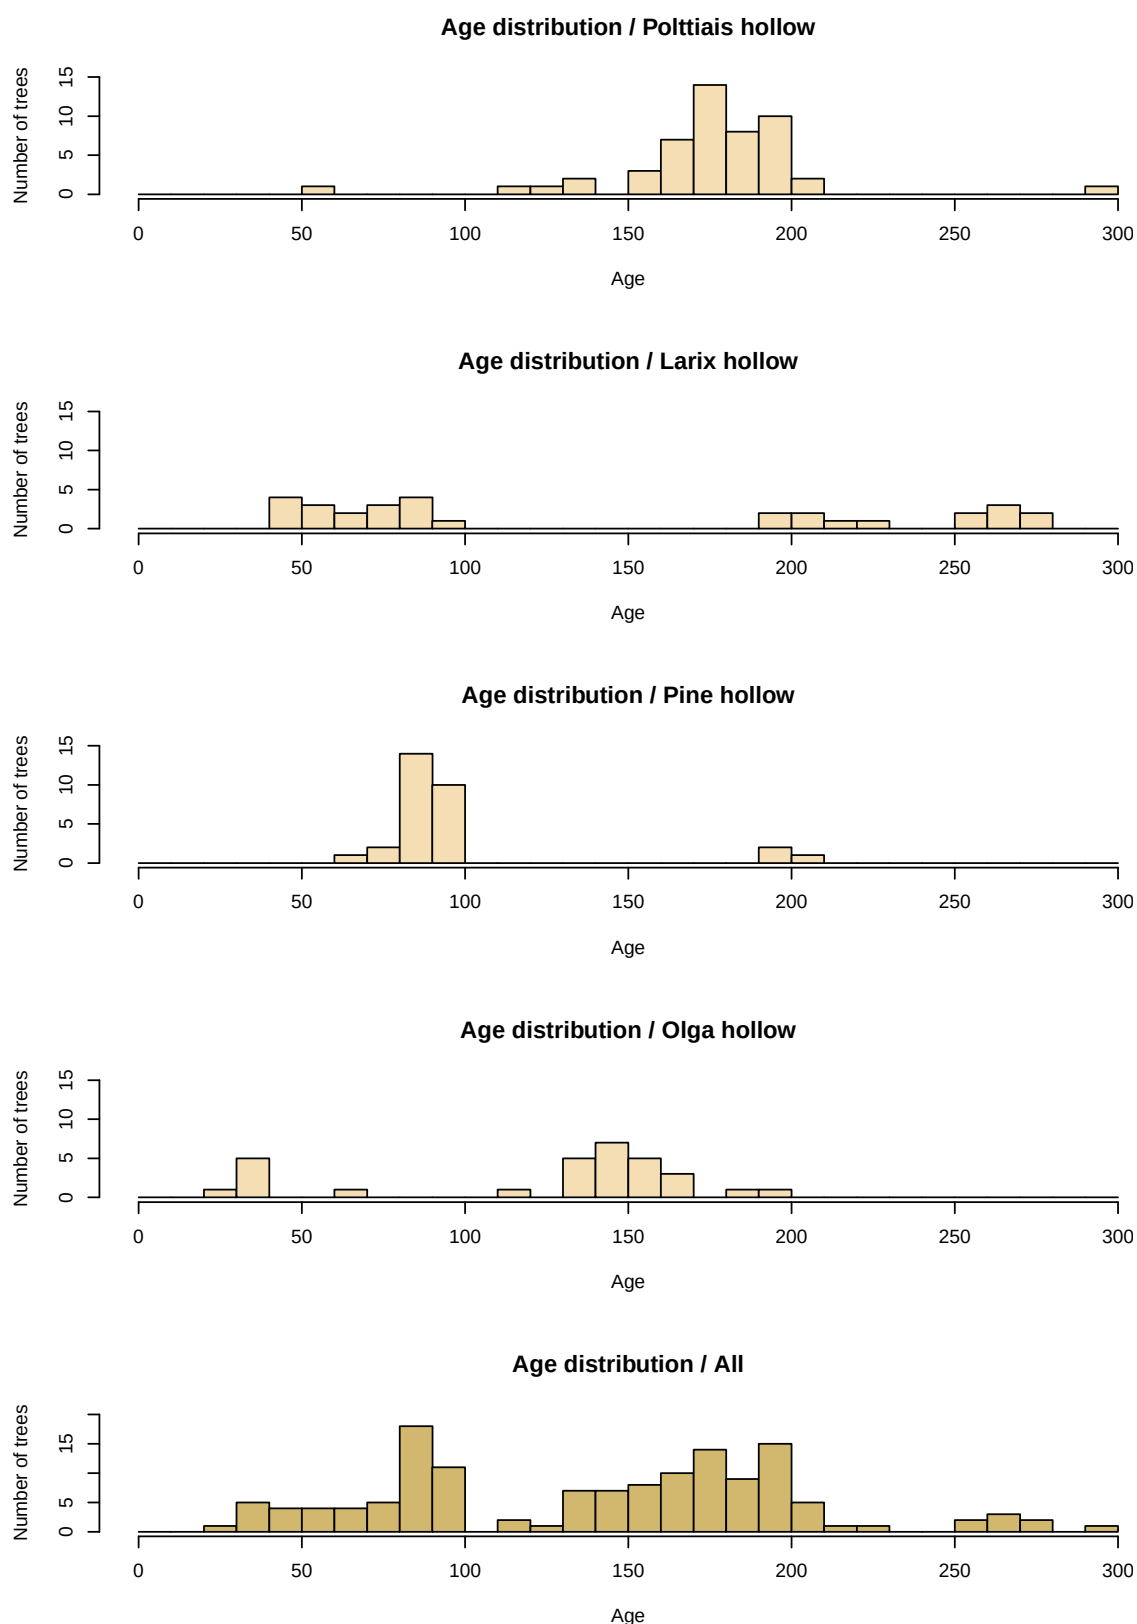 Age distribution / Polttiais hollow
Number of trees
15
10
5
0
0 50 100 150 200 250 300
Age
Age distribution / Larix hollow
Number of trees
15
10
5
0
0 50 100 150 200 250 300
Age
Age distribution / Pine hollow
Number of trees
15
10
5
0
0 50 100 150 200 250 300
Age
Age distribution / Olga hollow
Number of trees
15
10
5
0
0 50 100 150 200 250 300
Age
Age distribution / All
Number of trees
15
5
0
0 50 100 150 200 250 300
Age